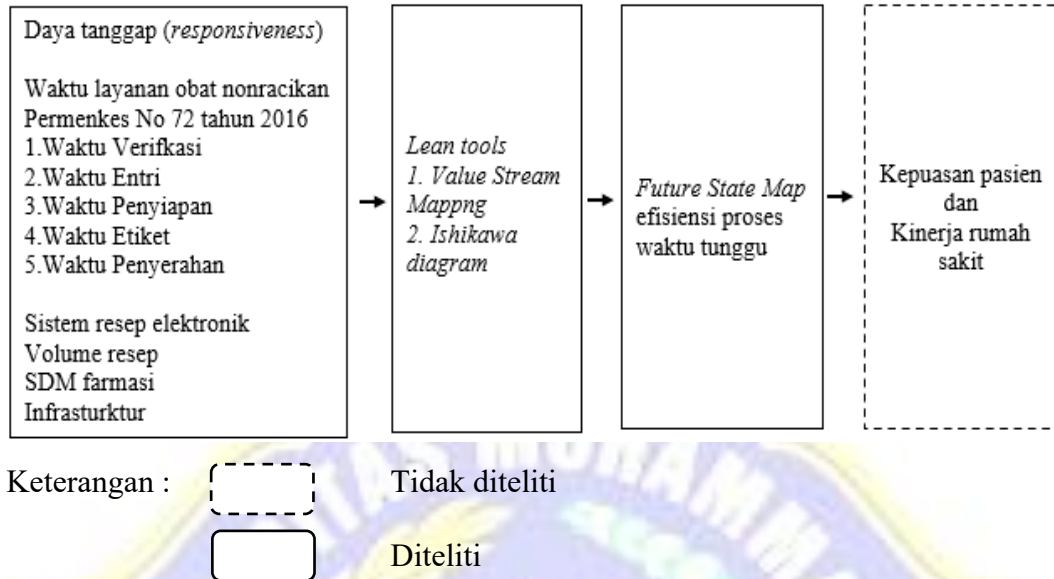 Daya tanggap (responsiveness)
Waktu layanan obat nonracikan
Permenkes No 72 tahun 2016
1.Waktu Verifkasi
2.Waktu Entri
3.Waktu Penyiapan
4.Waktu Etiket
5.Waktu Penyerahan
Sistem resep elektronik
Volume resep
SDM farmasi
Infrasturktur
Lean tools
1. Value Stream
Mappng
2. Ishikawa
diagram
Future State Map
efisiensi proses
waktu tunggu
Kepuasan pasien
dan
Kinerja rumah
sakit
Keterangan :
Tidak diteliti
Diteliti